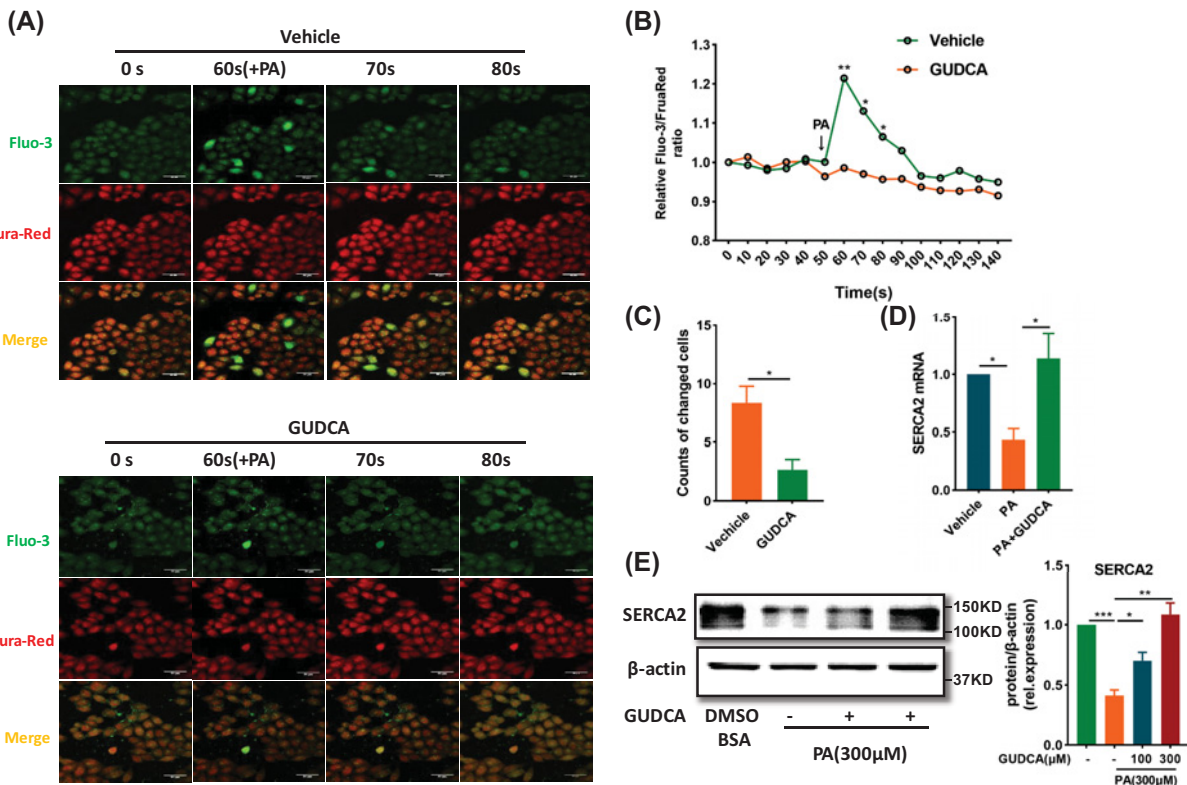 (A)
Vehicle
0 s 60s(+PA) 70s 80s
Fluo-3
ura-Red
Merge
GUDCA
0 s 60s(+PA) 70s 80s
Fluo-3
ura-Red
Merge
(B)
Vehicle
GUDCA
Relative Fluo-3/FruaRed
ratio
1.3
1.2
1.1
1.0
0.9
0.8
PA
**
*
*
0 10 20 30 40 50 60 70 80 90 100 110 120 130 140
Time(s)
(C)
Counts of changed cells
15
10
5
0
*
Vechicle
GUDCA
(D)
SERCA2 mRNA
1.5
1.0
0.5
0.0
*
*
Vehicle
PA
PA+GUDCA
(E)
SERCA2
150KD
100KD
β-actin
37KD
GUDCA DMSO - + +
BSA
PA(300μM)
SERCA2
protein/β-actin
(rel.expression)
1.5
1.0
0.5
0.0
*** * **
GUDCA(μM) - - 100 300
PA(300μM)